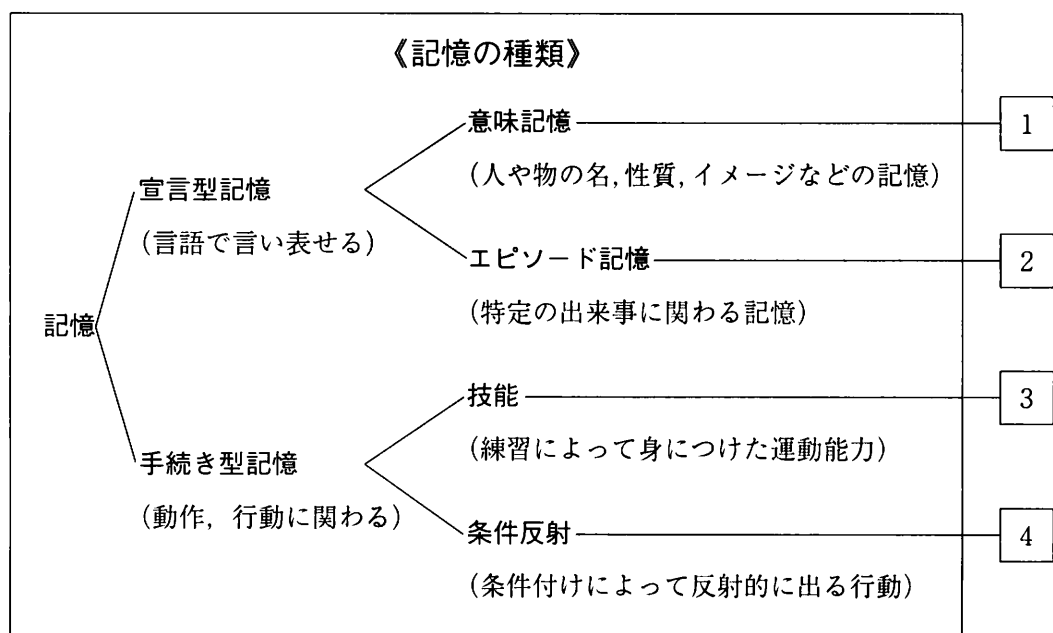 《記憶の種類》
意味記憶
1
(人や物の名,性質,イメージなどの記憶)
宣言型記憶
(言語で言い表せる)
エピソード記憶
2
(特定の出来事に関わる記憶)
記憶
技能
3
(練習によって身につけた運動能力)
手続き型記憶
(動作,行動に関わる)
条件反射
4
(条件付けによって反射的に出る行動)